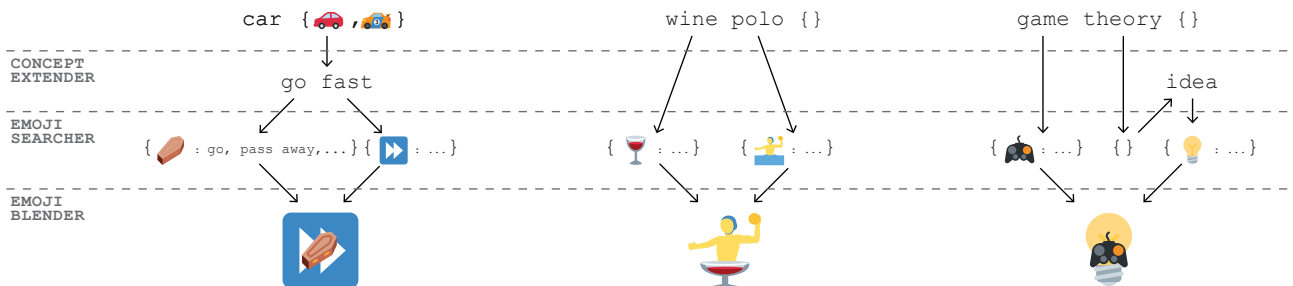 car {🚗,🏎}
wine polo {}
game theory {}
CONCEPT
EXTENDER
go fast
idea
EMOJI
SEARCHER
{⚰ : go, pass away,...}
{⏩ : ...}
{🍷 : ...}
{🤽 : ...}
{🎮 : ...}
{}
{💡 : ...}
EMOJI
BLENDER